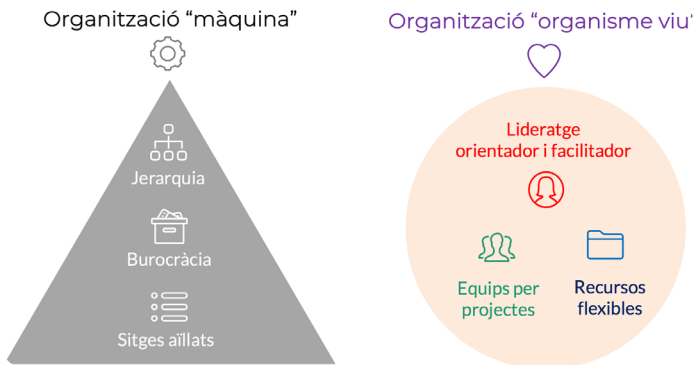 Organització “màquina”
Jerarquia
Burocràcia
Sitges aïllats
Organització “organisme viu”
Lideratge
orientador i facilitador
Equips per
projectes
Recursos
flexibles